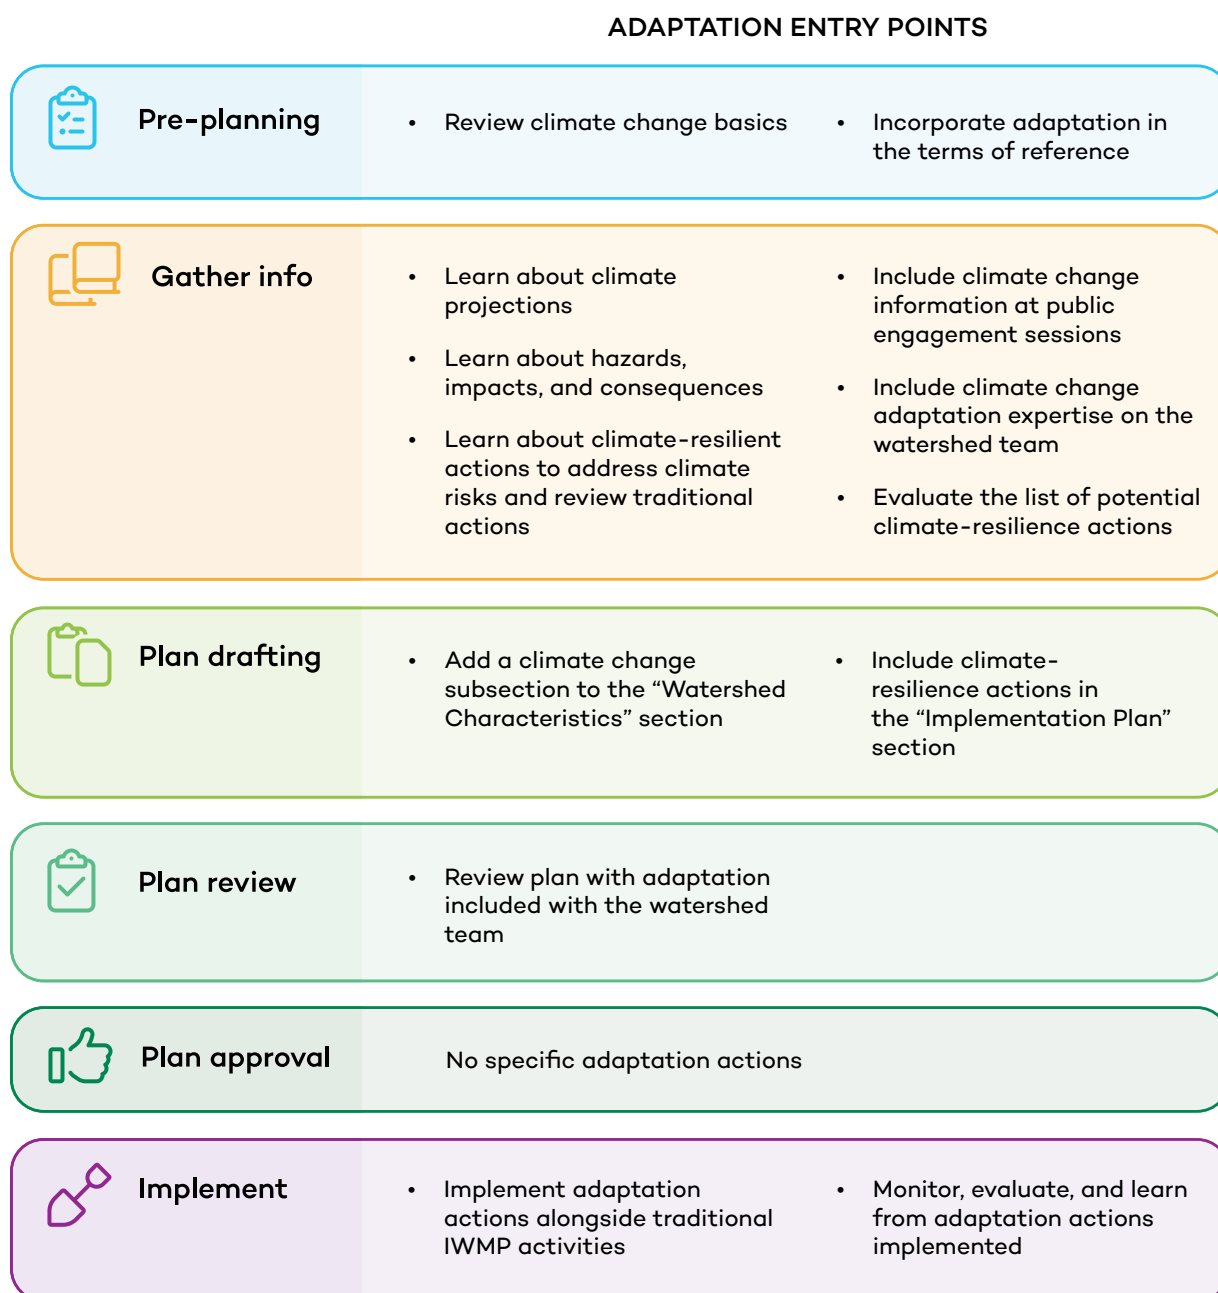 ADAPTATION ENTRY POINTS
Pre-planning
• Review climate change basics
• Incorporate adaptation in
the terms of reference
Gather info
• Learn about climate
projections
• Learn about hazards,
impacts, and consequences
• Learn about climate-resilient
actions to address climate
risks and review traditional
actions
• Include climate change
information at public
engagement sessions
• Include climate change
adaptation expertise on the
watershed team
• Evaluate the list of potential
climate-resilience actions
Plan drafting
• Add a climate change
subsection to the “Watershed
Characteristics” section
• Include climate-
resilience actions in
the “Implementation Plan”
section
Plan review
• Review plan with adaptation
included with the watershed
team
Plan approval
No specific adaptation actions
Implement
• Implement adaptation
actions alongside traditional
IWMP activities
• Monitor, evaluate, and learn
from adaptation actions
implemented